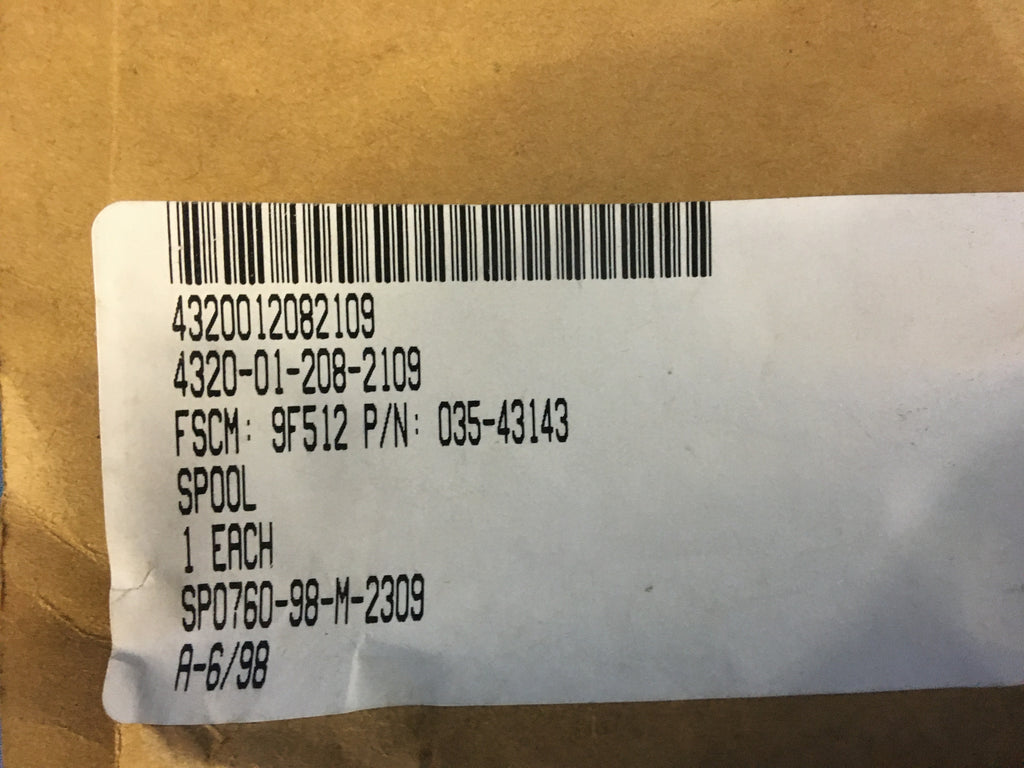 4320012082109
4320-01-208-2109
FSCM: 9F512 P/N: 035-43143
SPOOL
1 EACH
SP0760-98-M-2309
A-6/98